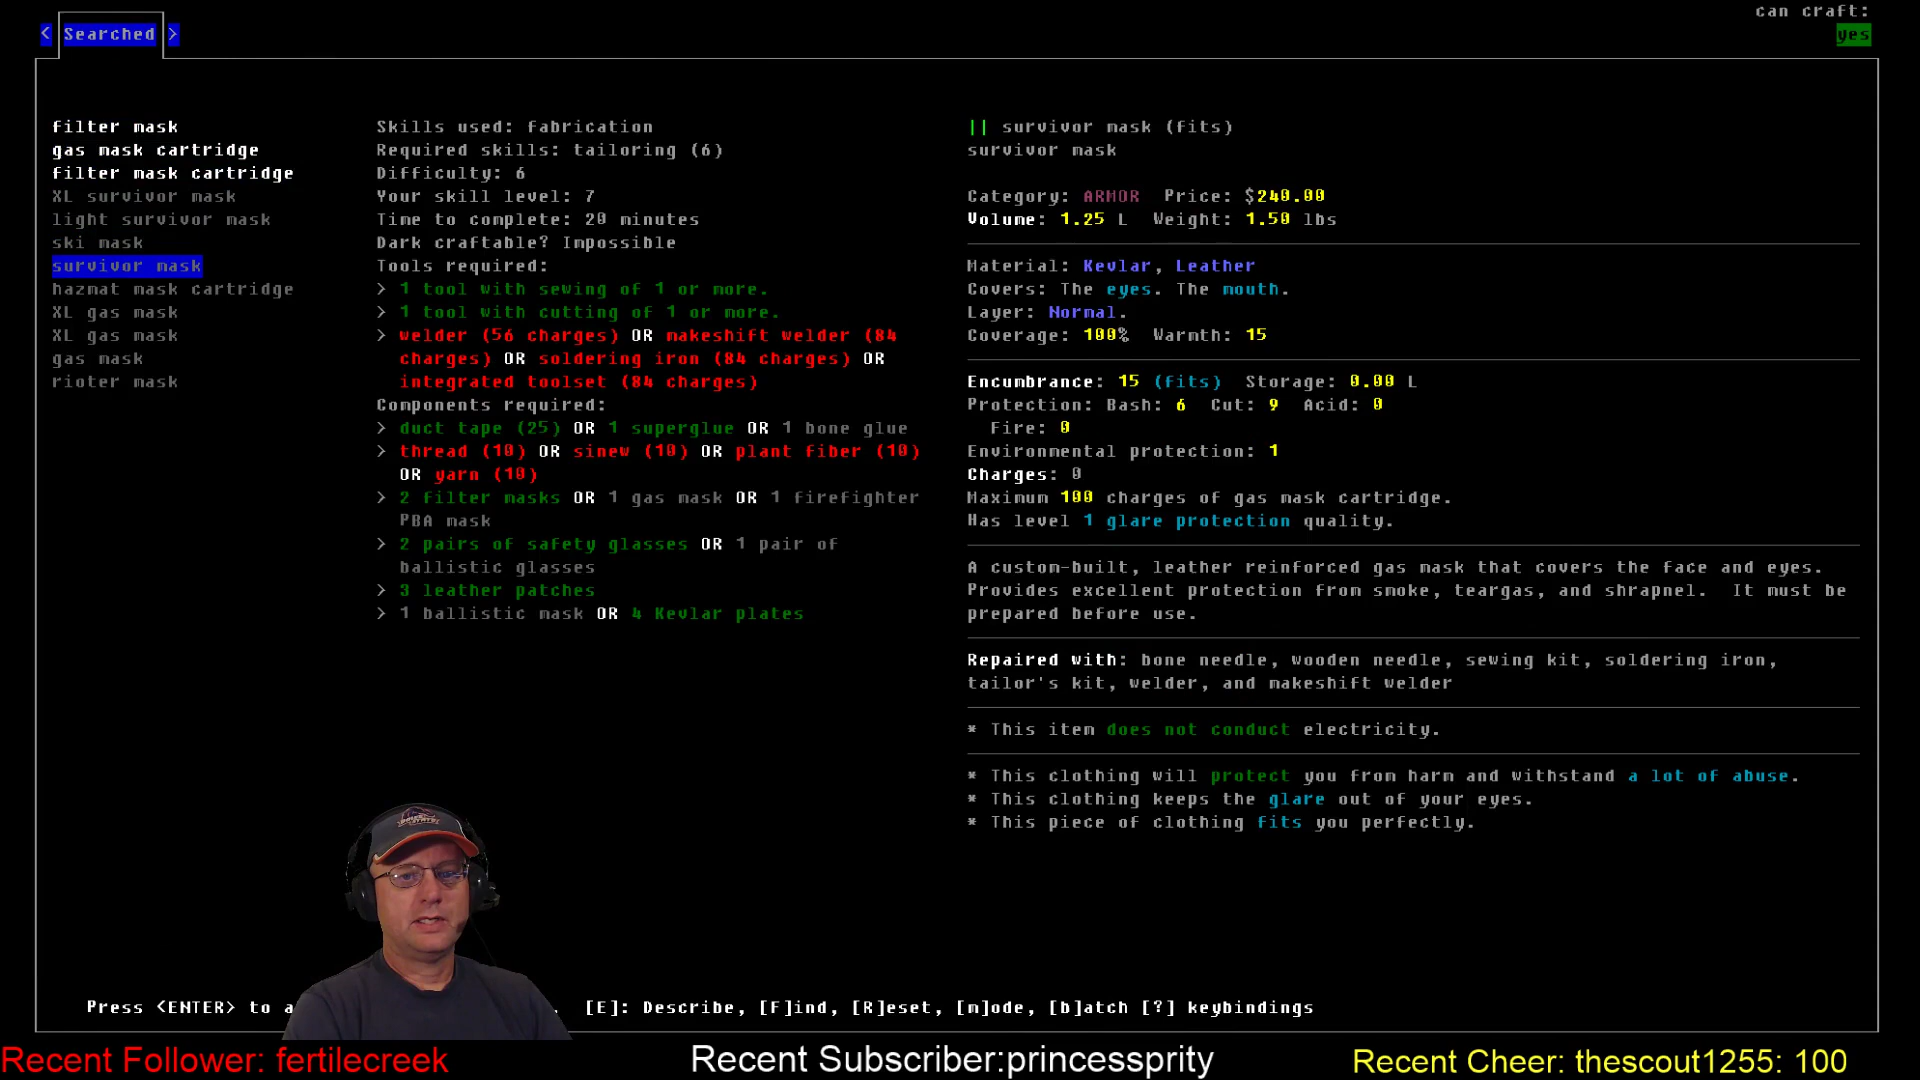 < Searched >
can craft:
yes
filter mask
gas mask cartridge
filter mask cartridge
XL survivor mask
light survivor mask
ski mask
survivor mask
hazmat mask cartridge
XL gas mask
XL gas mask
gas mask
rioter mask
Skills used: fabrication
Required skills: tailoring (6)
Difficulty: 6
Your skill level: 7
Time to complete: 20 minutes
Dark craftable? Impossible
Tools required:
> 1 tool with sewing of 1 or more.
> 1 tool with cutting of 1 or more.
> welder (56 charges) OR makeshift welder (84
charges) OR soldering iron (84 charges) OR
integrated toolset (84 charges)
Components required:
> duct tape (25) OR 1 superglue OR 1 bone glue
> thread (10) OR sinew (10) OR plant fiber (10)
OR yarn (10)
> 2 filter masks OR 1 gas mask OR 1 firefighter
PBA mask
> 2 pairs of safety glasses OR 1 pair of
ballistic glasses
> 3 leather patches
> 1 ballistic mask OR 4 Kevlar plates
|| survivor mask (fits)
survivor mask
Category: ARMOR Price: $240.00
Volume: 1.25 L Weight: 1.50 lbs
Material: Kevlar, Leather
Covers: The eyes. The mouth.
Layer: Normal.
Coverage: 100% Warmth: 15
Encumbrance: 15 (fits) Storage: 0.00 L
Protection: Bash: 6 Cut: 9 Acid: 0
Fire: 0
Environmental protection: 1
Charges: 0
Maximum 100 charges of gas mask cartridge.
Has level 1 glare protection quality.
A custom-built, leather reinforced gas mask that covers the face and eyes.
Provides excellent protection from smoke, teargas, and shrapnel. It must be
prepared before use.
Repaired with: bone needle, wooden needle, sewing kit, soldering iron,
tailor's kit, welder, and makeshift welder
* This item does not conduct electricity.
* This clothing will protect you from harm and withstand a lot of abuse.
* This clothing keeps the glare out of your eyes.
* This piece of clothing fits you perfectly.
Press <ENTER> to a , [E]: Describe, [F]ind, [R]eset, [m]ode, [b]atch [?] keybindings
Recent Follower: fertilecreek
Recent Subscriber:princessprity
Recent Cheer: thescout1255: 100